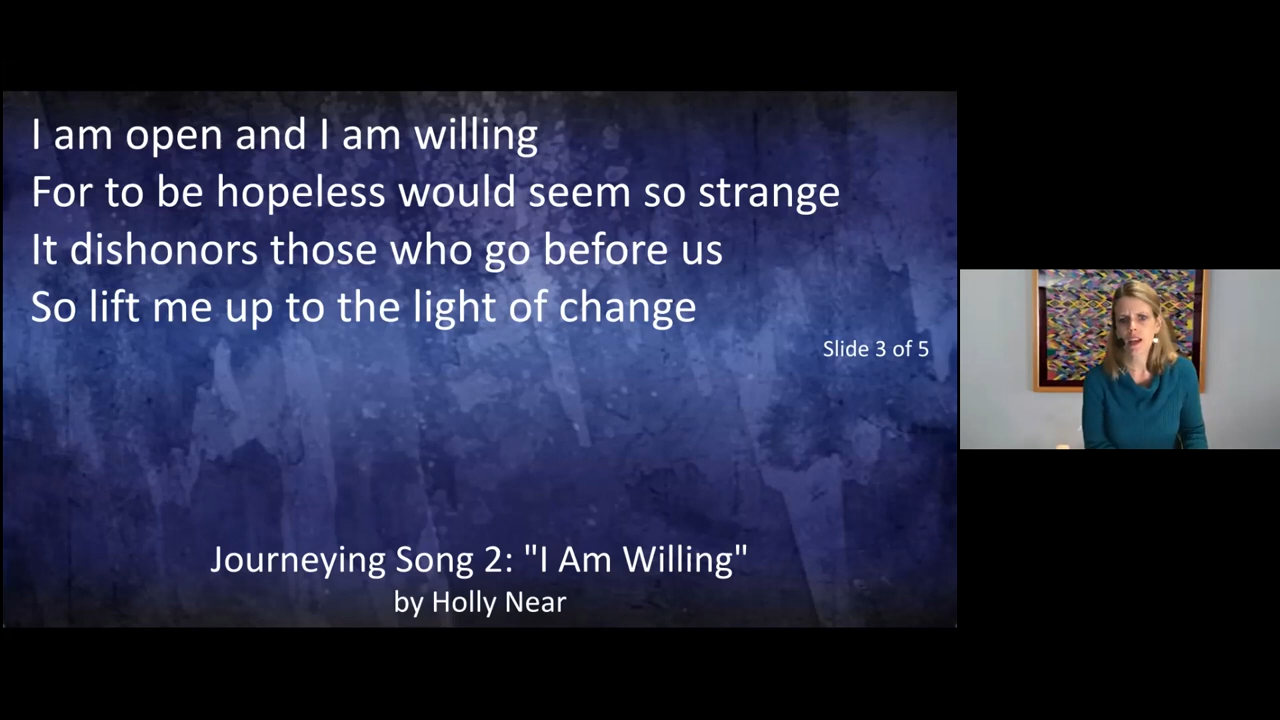 I am open and I am willing
For to be hopeless would seem so strange
It dishonors those who go before us
So lift me up to the light of change
Slide 3 of 5
Journeying Song 2: "I Am Willing"
by Holly Near